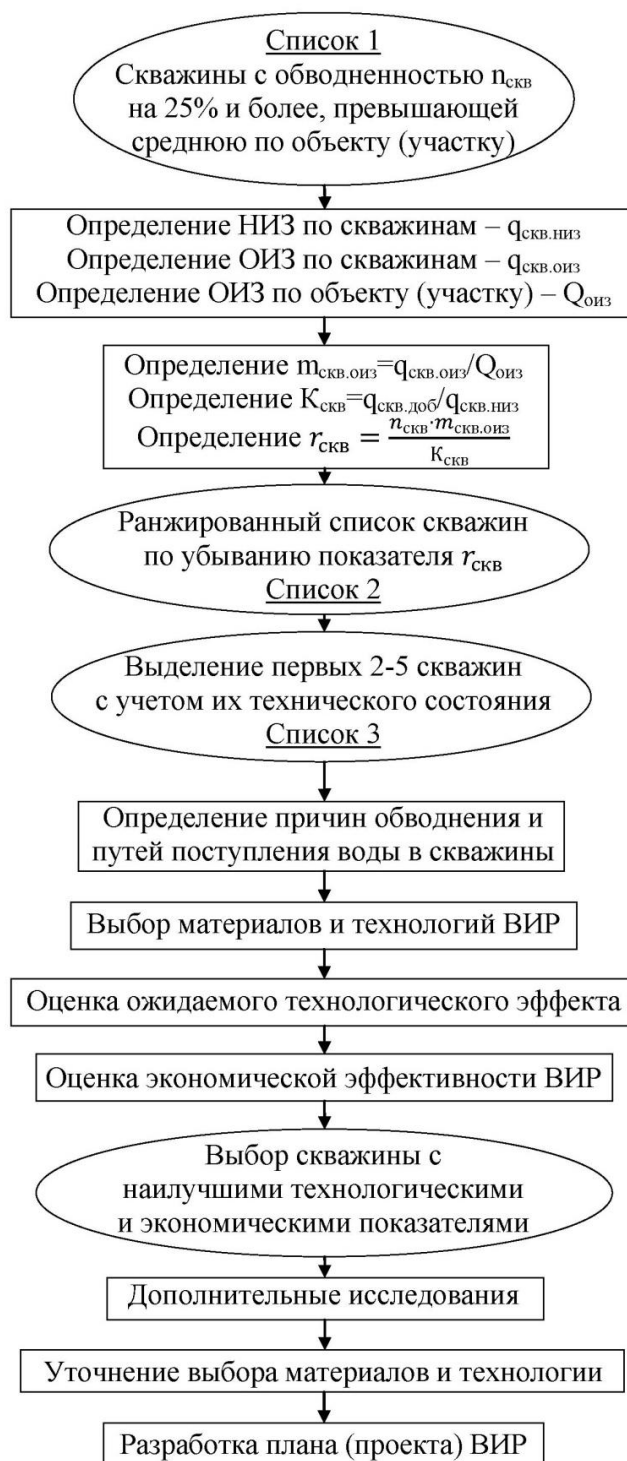 Список 1
Скважины с обводненностью nскв
на 25% и более, превышающей
среднюю по объекту (участку)
Определение НИЗ по скважинам – qскв.низ
Определение ОИЗ по скважинам – qскв.оиз
Определение ОИЗ по объекту (участку) – Qоиз
Определение mскв.оиз=qскв.оиз/Qоиз
Определение Kскв=qскв.доб/qскв.низ
Определение rскв = nскв·mскв.оиз / Kскв
Ранжированный список скважин
по убыванию показателя rскв
Список 2
Выделение первых 2-5 скважин
с учетом их технического состояния
Список 3
Определение причин обводнения и
путей поступления воды в скважины
Выбор материалов и технологий ВИР
Оценка ожидаемого технологического эффекта
Оценка экономической эффективности ВИР
Выбор скважины с
наилучшими технологическими
и экономическими показателями
Дополнительные исследования
Уточнение выбора материалов и технологии
Разработка плана (проекта) ВИР